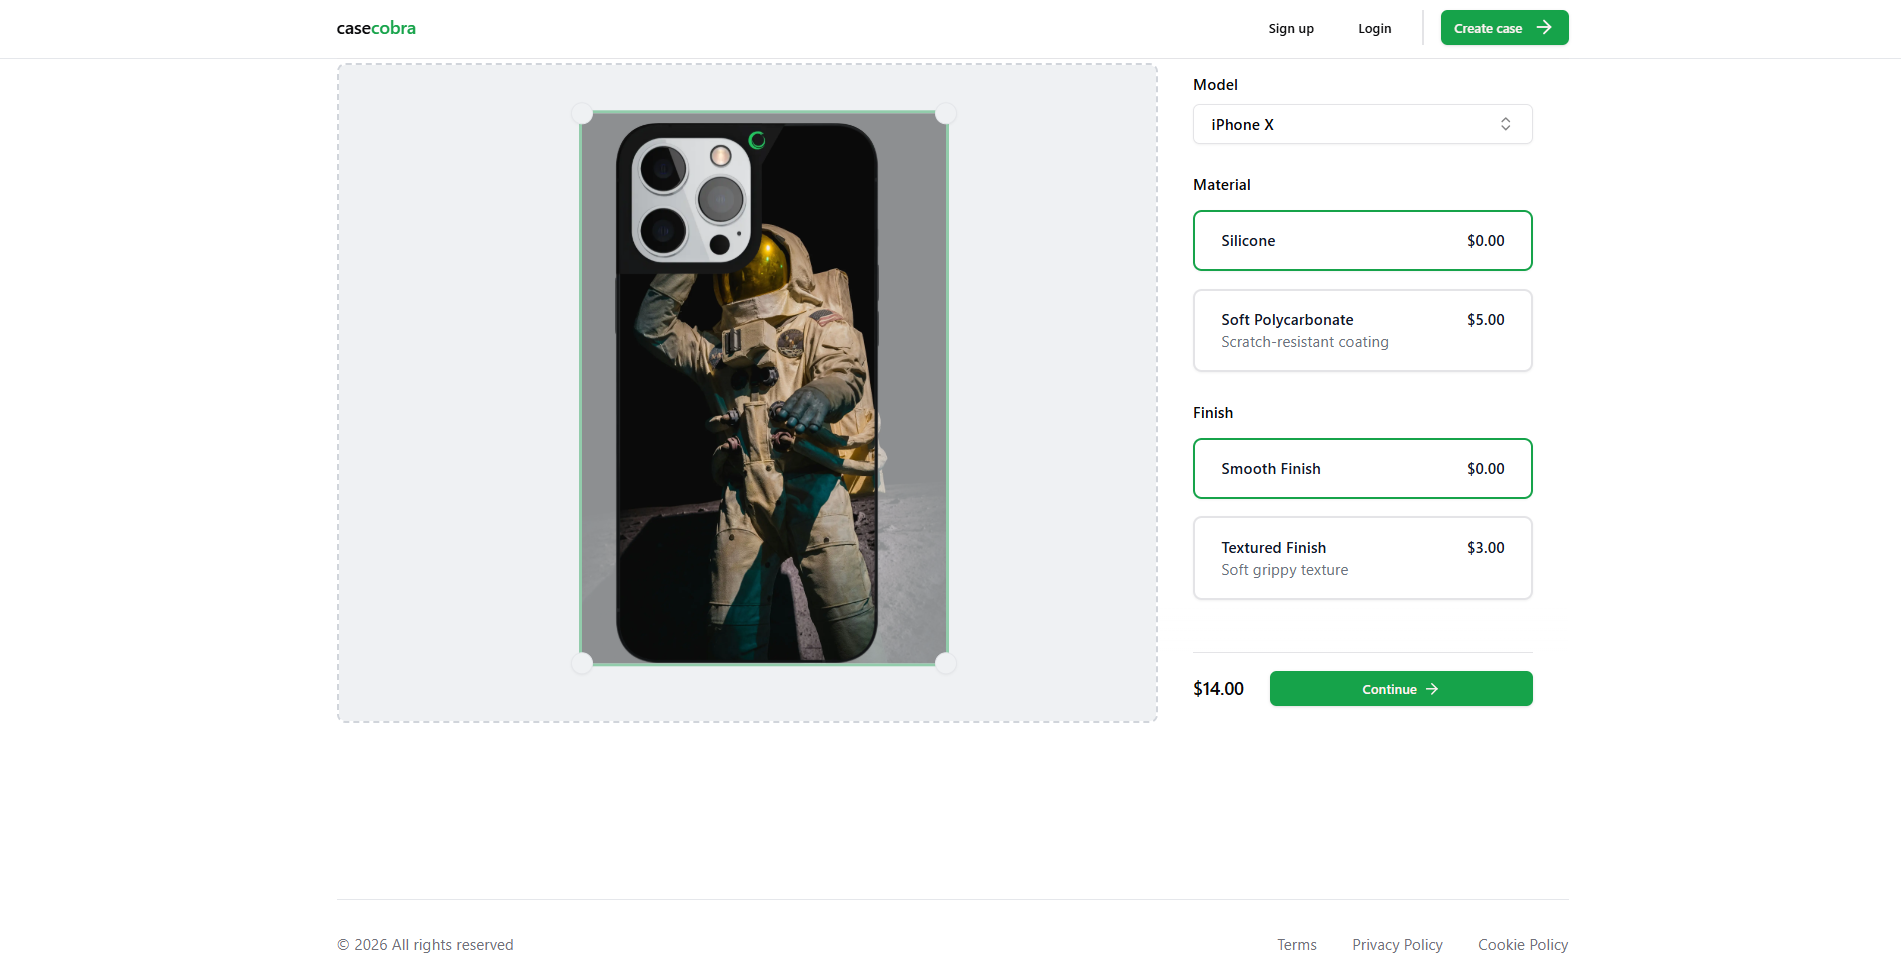 casecobra
Sign up
Login
Create case
Model
iPhone X
Material
Silicone $0.00
Soft Polycarbonate $5.00
Scratch-resistant coating
Finish
Smooth Finish $0.00
Textured Finish $3.00
Soft grippy texture
$14.00
Continue
© 2026 All rights reserved
Terms
Privacy Policy
Cookie Policy